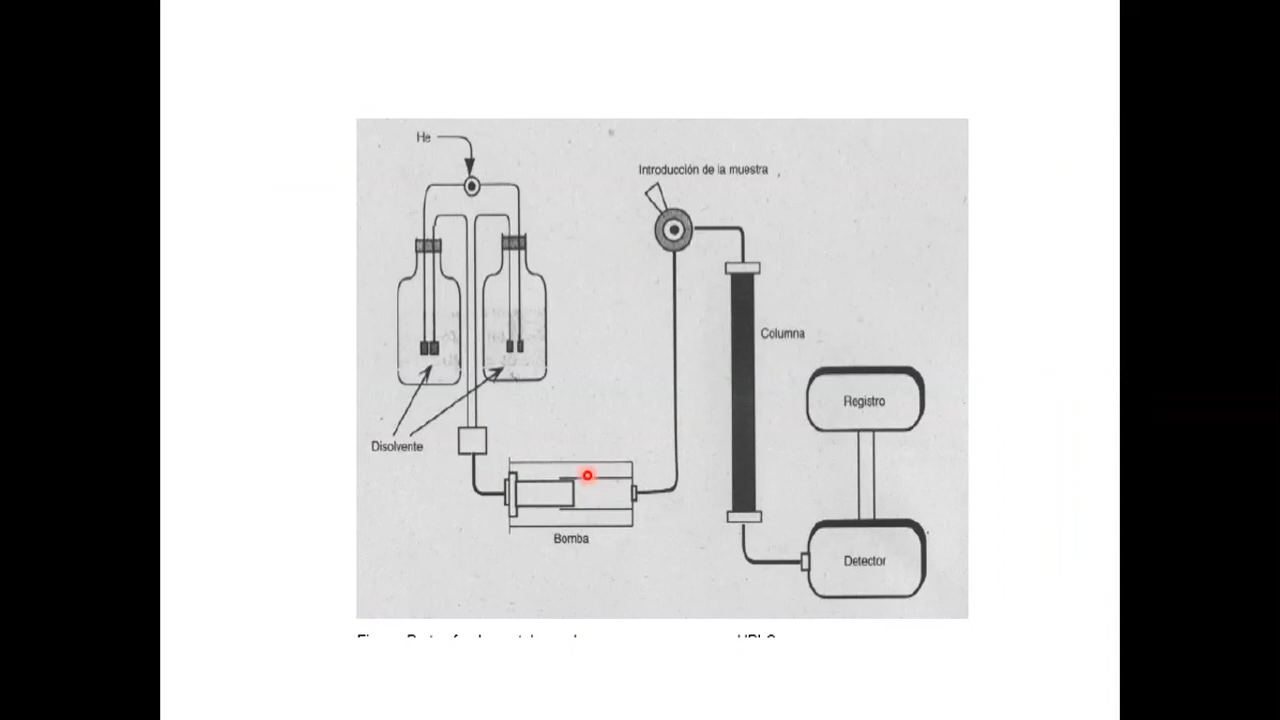 He
Introducción de la muestra
Columna
Registro
Disolvente
Bomba
Detector